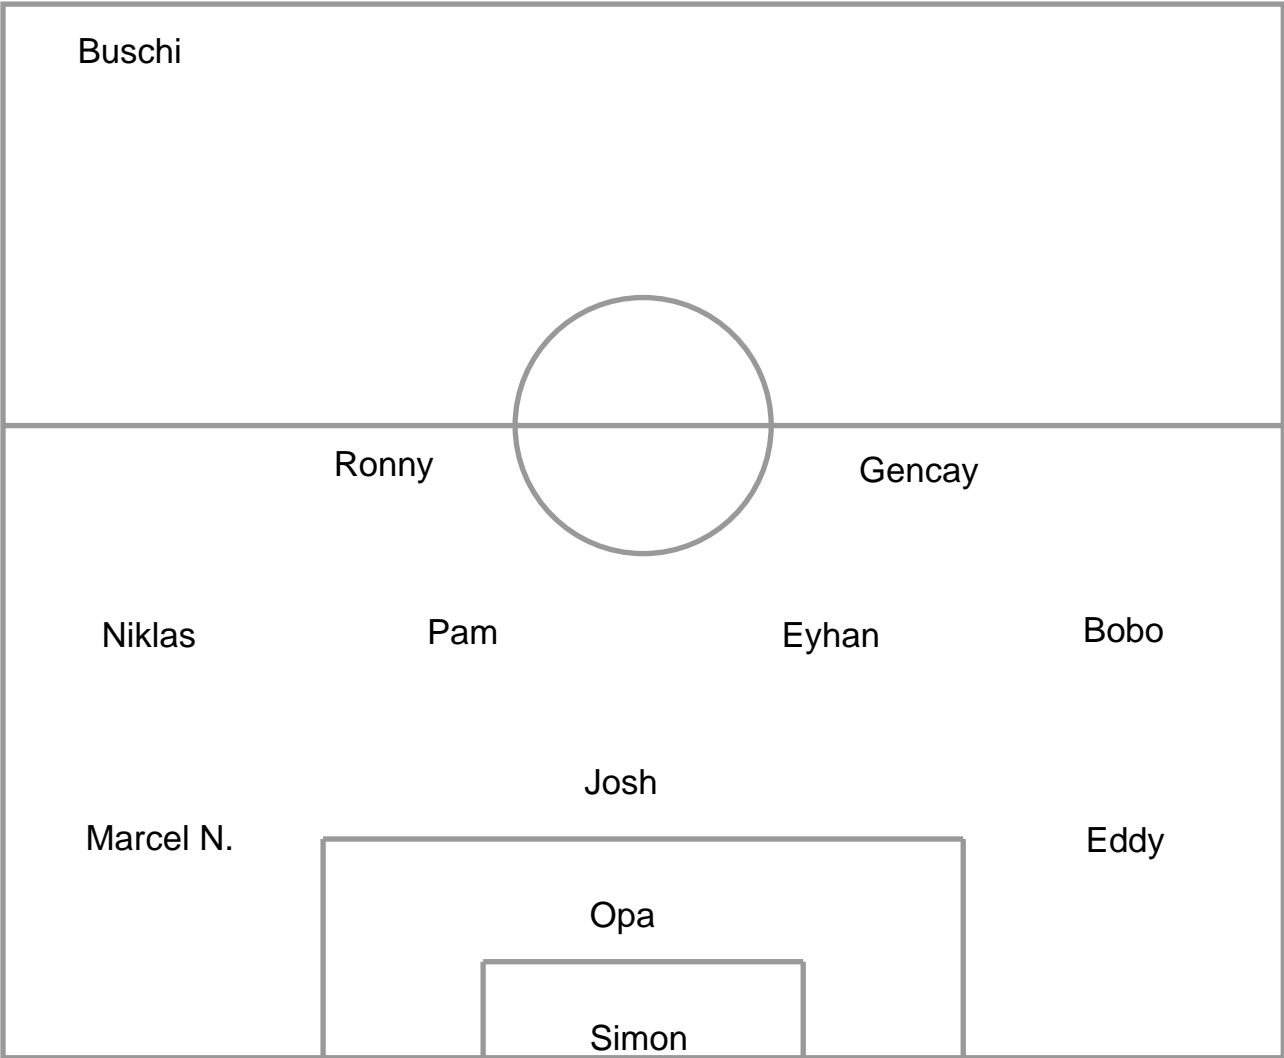 Buschi
Ronny
Gencay
Niklas
Pam
Eyhan
Bobo
Josh
Marcel N.
Eddy
Opa
Simon